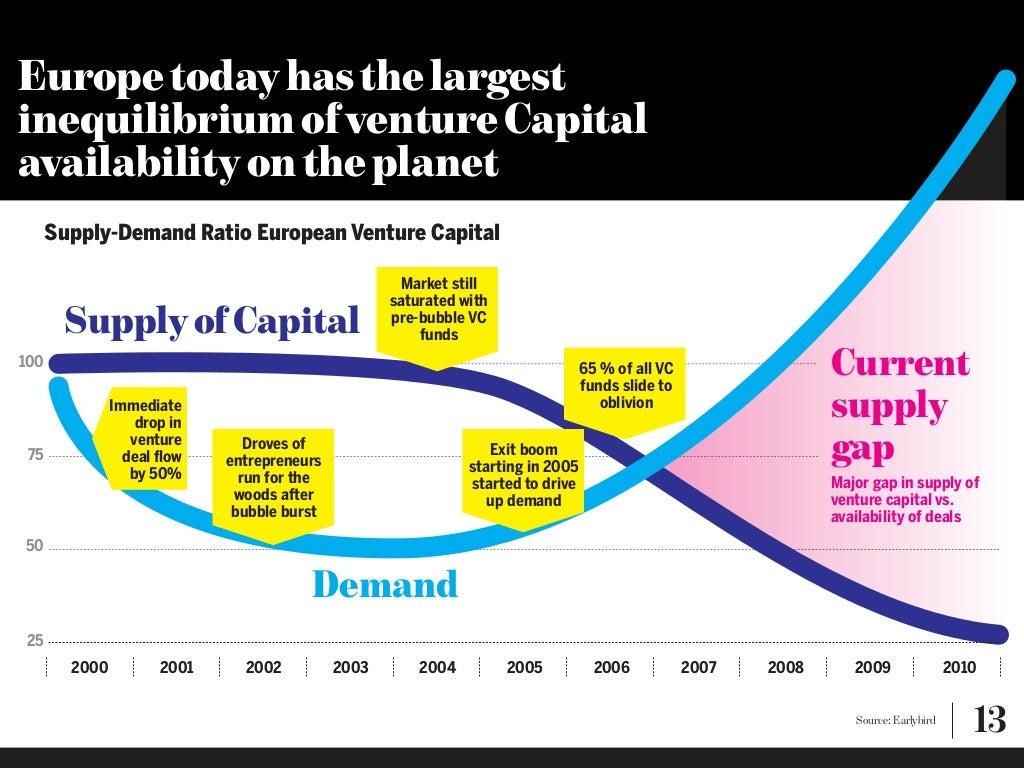 Europe today has the largest
inequilibrium of venture Capital
availability on the planet
Supply-Demand Ratio European Venture Capital
Supply of Capital
Market still
saturated with
pre-bubble VC
funds
65 % of all VC
funds slide to
oblivion
Immediate
drop in
venture
deal flow
by 50%
Droves of
entrepreneurs
run for the
woods after
bubble burst
Exit boom
starting in 2005
started to drive
up demand
Current
supply
gap
Major gap in supply of
venture capital vs.
availability of deals
Demand
100
75
50
25
2000 2001 2002 2003 2004 2005 2006 2007 2008 2009 2010
Source: Earlybird
13